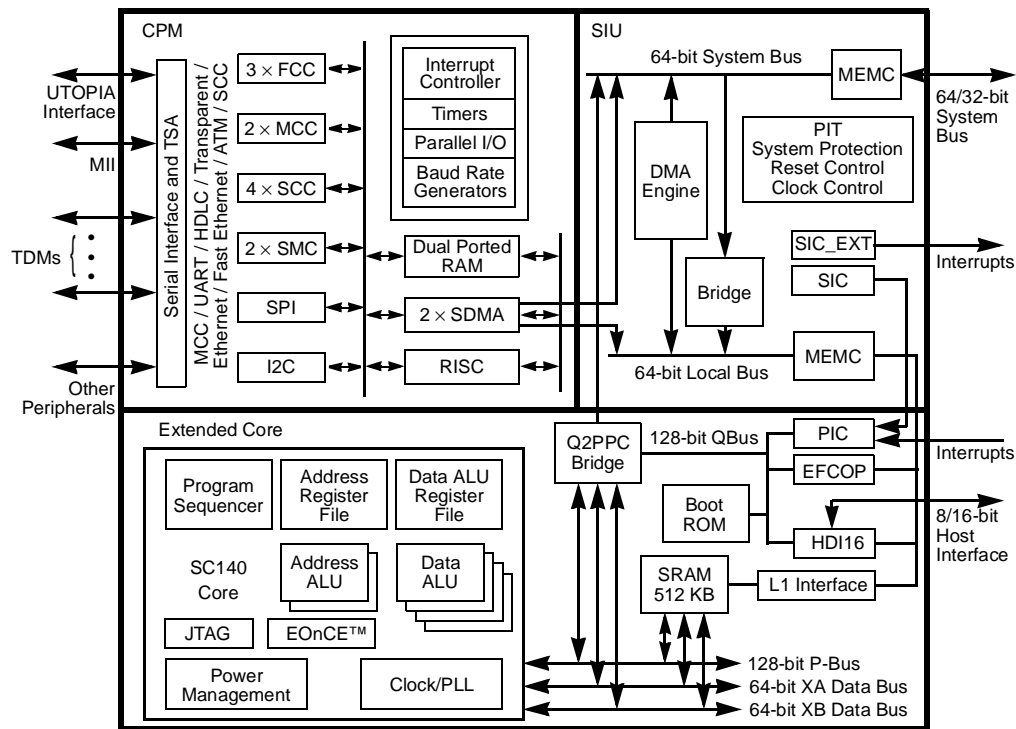 CPM
SIU
UTOPIA
Interface
MII
TDMs
Other
Peripherals
Serial Interface and TSA
MCC / UART / HDLC / Transparent /
Ethernet / Fast Ethernet / ATM / SCC
3 × FCC
2 × MCC
4 × SCC
2 × SMC
SPI
I2C
Interrupt
Controller
Timers
Parallel I/O
Baud Rate
Generators
Dual Ported
RAM
2 × SDMA
RISC
64-bit System Bus
MEMC
64/32-bit
System
Bus
PIT
System Protection
Reset Control
Clock Control
DMA
Engine
SIC_EXT
Interrupts
SIC
Bridge
MEMC
64-bit Local Bus
Extended Core
Program
Sequencer
Address
Register
File
Data ALU
Register
File
SC140
Core
Address
ALU
Data
ALU
JTAG
EOnCE™
Power
Management
Clock/PLL
Q2PPC
Bridge
128-bit QBus
PIC
Interrupts
EFCOP
Boot
ROM
HDI16
8/16-bit
Host
Interface
SRAM
512 KB
L1 Interface
128-bit P-Bus
64-bit XA Data Bus
64-bit XB Data Bus